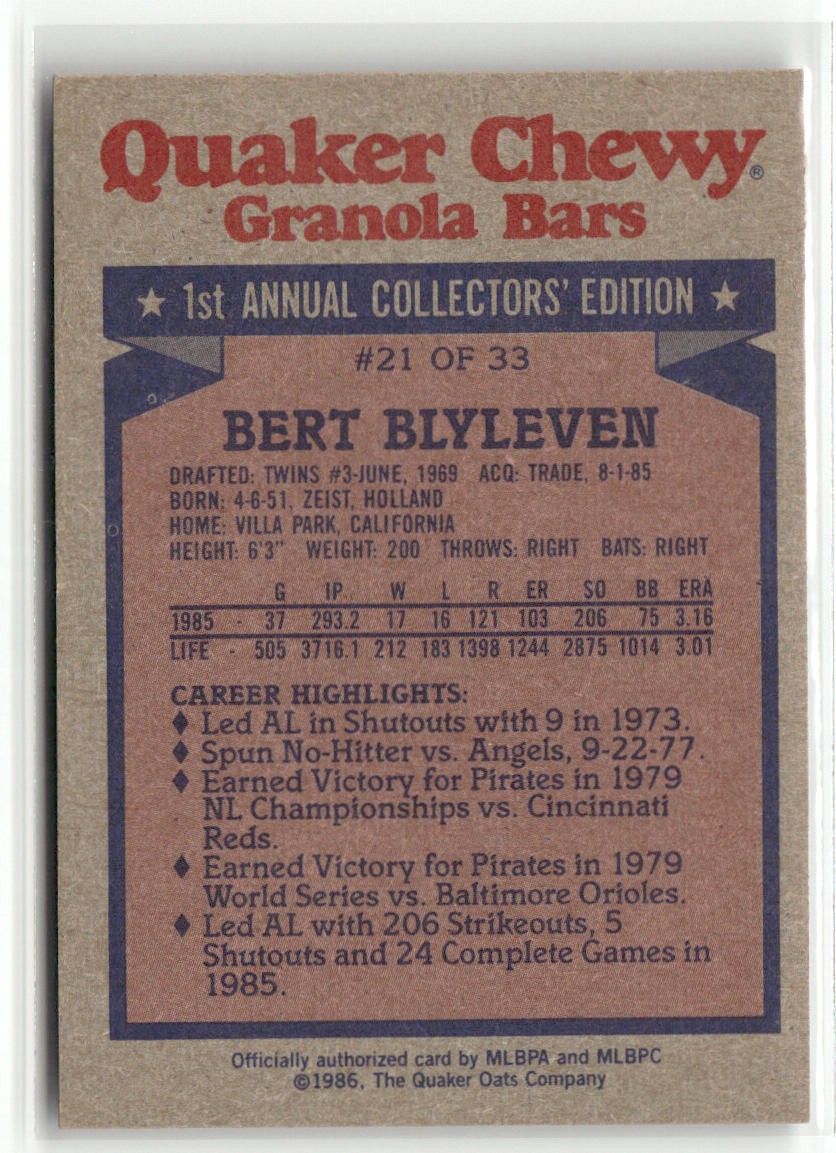 Quaker Chewy®
Granola Bars
★ 1st ANNUAL COLLECTORS' EDITION ★
#21 OF 33
BERT BLYLEVEN
DRAFTED: TWINS #3-JUNE, 1969 ACQ: TRADE, 8-1-85
BORN: 4-6-51, ZEIST, HOLLAND
HOME: VILLA PARK, CALIFORNIA
HEIGHT: 6'3" WEIGHT: 200 THROWS: RIGHT BATS: RIGHT
G IP W L R ER SO BB ERA
1985 - 37 293.2 17 16 121 103 206 75 3.16
LIFE - 505 3716.1 212 183 1398 1244 2875 1014 3.01
CAREER HIGHLIGHTS:
♦ Led AL in Shutouts with 9 in 1973.
♦ Spun No-Hitter vs. Angels, 9-22-77.
♦ Earned Victory for Pirates in 1979
NL Championships vs. Cincinnati
Reds.
♦ Earned Victory for Pirates in 1979
World Series vs. Baltimore Orioles.
♦ Led AL with 206 Strikeouts, 5
Shutouts and 24 Complete Games in
1985.
Officially authorized card by MLBPA and MLBPC
©1986, The Quaker Oats Company